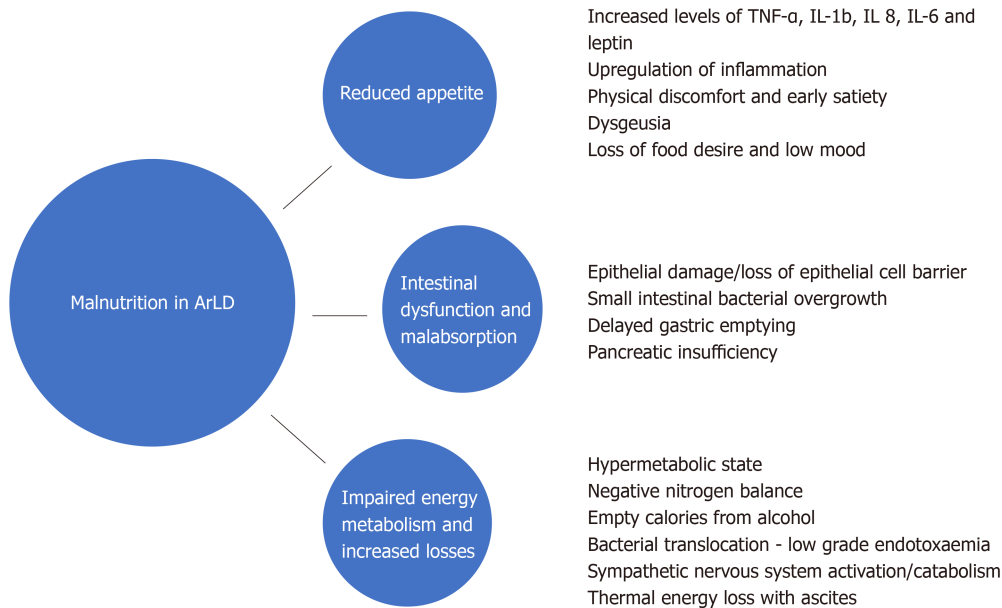 Malnutrition in ArLD
Reduced appetite
Increased levels of TNF-α, IL-1b, IL 8, IL-6 and
leptin
Upregulation of inflammation
Physical discomfort and early satiety
Dysgeusia
Loss of food desire and low mood
Intestinal
dysfunction and
malabsorption
Epithelial damage/loss of epithelial cell barrier
Small intestinal bacterial overgrowth
Delayed gastric emptying
Pancreatic insufficiency
Impaired energy
metabolism and
increased losses
Hypermetabolic state
Negative nitrogen balance
Empty calories from alcohol
Bacterial translocation - low grade endotoxaemia
Sympathetic nervous system activation/catabolism
Thermal energy loss with ascites